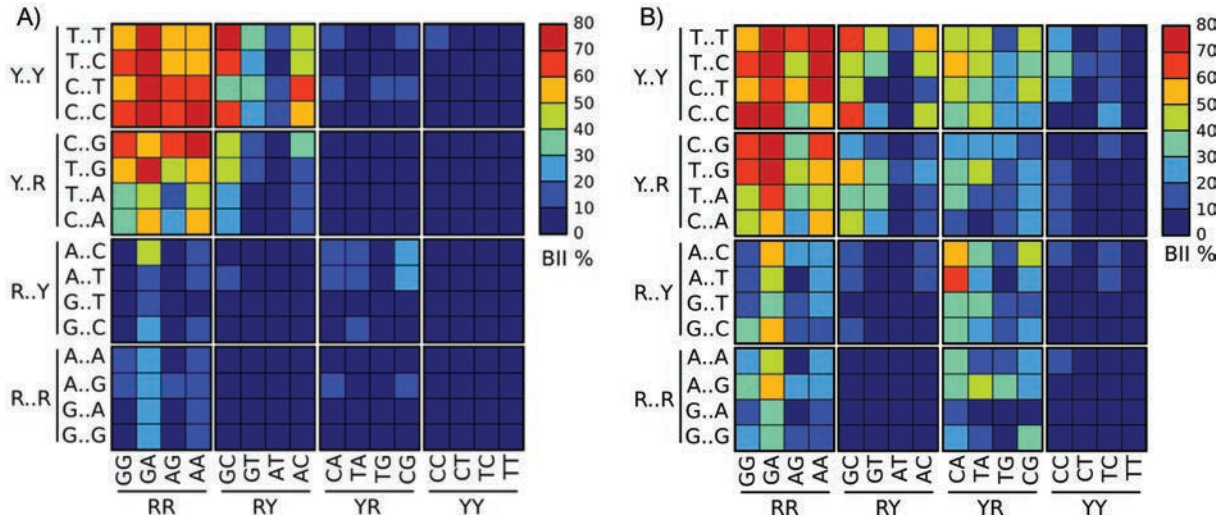 A)
Y..Y
T..T
T..C
C..T
C..C
Y..R
C..G
T..G
T..A
C..A
R..Y
A..C
A..T
G..T
G..C
R..R
A..A
A..G
G..A
G..G
GG GA AG AA GC GT AT AC CA TA TG CG CC CT TC TT
RR RY YR YY
80
70
60
50
40
30
20
10
0
BII %
B)
Y..Y
T..T
T..C
C..T
C..C
Y..R
C..G
T..G
T..A
C..A
R..Y
A..C
A..T
G..T
G..C
R..R
A..A
A..G
G..A
G..G
GG GA AG AA GC GT AT AC CA TA TG CG CC CT TC TT
RR RY YR YY
80
70
60
50
40
30
20
10
0
BII %